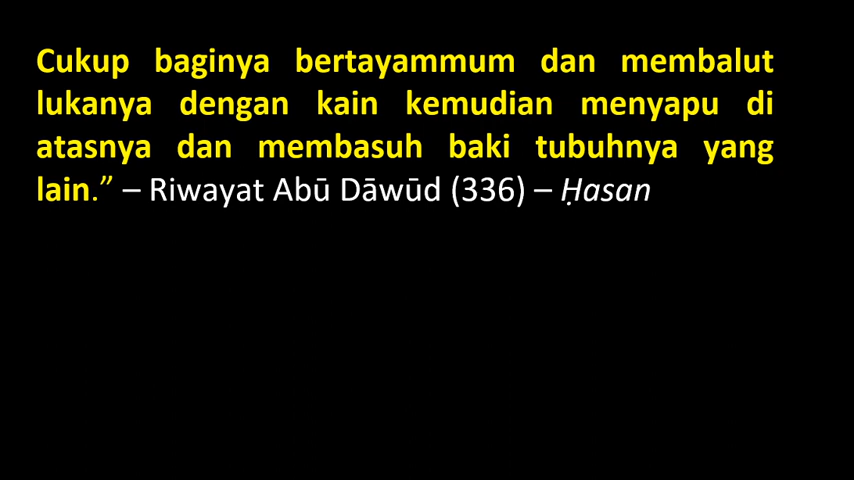 Cukup baginya bertayammum dan membalut
lukanya dengan kain kemudian menyapu di
atasnya dan membasuh baki tubuhnya yang
lain.” – Riwayat Abū Dāwūd (336) – Ḥasan